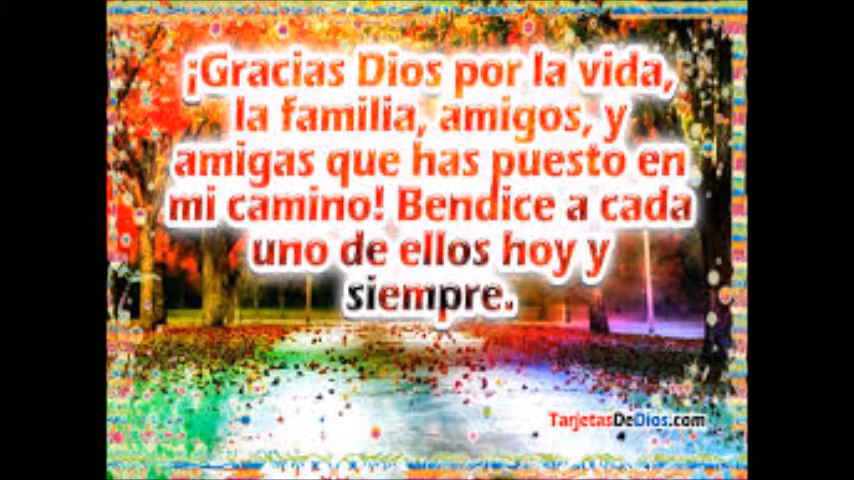 ¡Gracias Dios por la vida,
la familia, amigos, y
amigas que has puesto en
mi camino! Bendice a cada
uno de ellos hoy y
siempre.
TarjetasDeDios.com